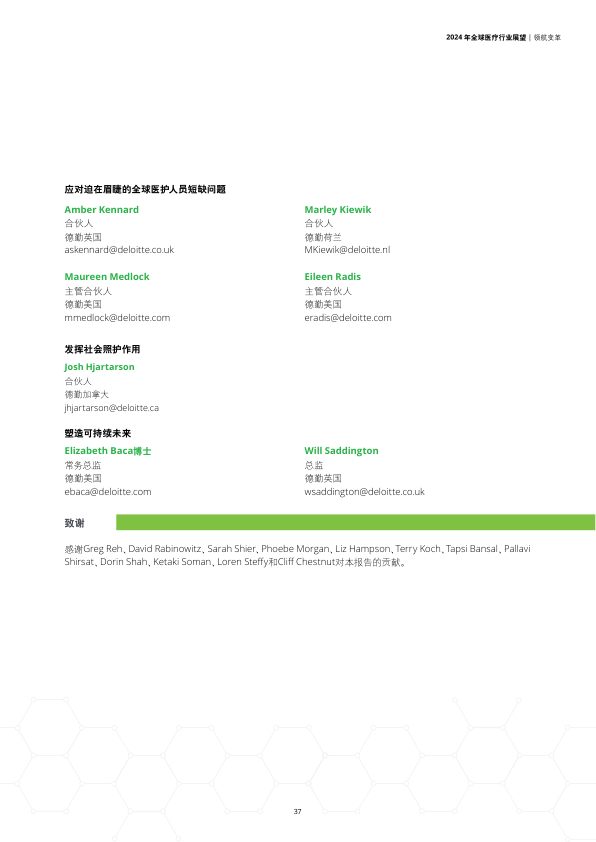 2024 年全球医疗行业展望 | 领航变革
应对迫在眉睫的全球医护人员短缺问题
Amber Kennard
合伙人
德勤英国
askennard@deloitte.co.uk
Marley Kiewik
合伙人
德勤荷兰
MKiewik@deloitte.nl
Maureen Medlock
主管合伙人
德勤美国
mmedlock@deloitte.com
Eileen Radis
主管合伙人
德勤美国
eradis@deloitte.com
发挥社会照护作用
Josh Hjartarson
合伙人
德勤加拿大
jhjartarson@deloitte.ca
塑造可持续未来
Elizabeth Baca博士
常务总监
德勤美国
ebaca@deloitte.com
Will Saddington
总监
德勤英国
wsaddington@deloitte.co.uk
致谢
感谢Greg Reh、David Rabinowitz、Sarah Shier、Phoebe Morgan、Liz Hampson、Terry Koch、Tapsi Bansal、Pallavi
Shirsat、Dorin Shah、Ketaki Soman、Loren Steffy和Cliff Chestnut对本报告的贡献。
37